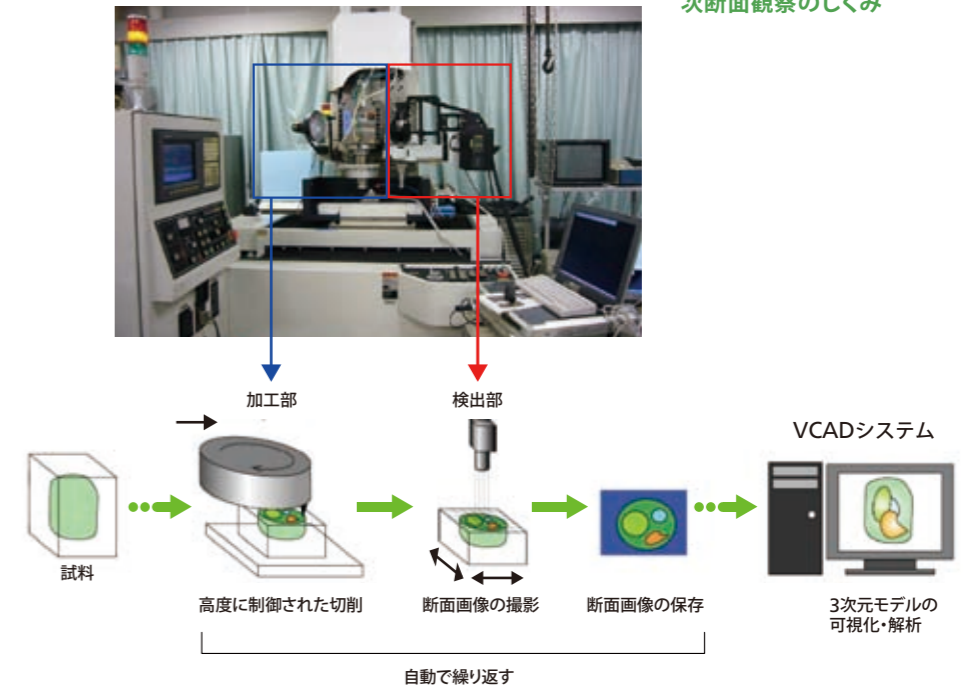 次断面観察のしくみ
加工部
検出部
VCADシステム
試料
高度に制御された切削
断面画像の撮影
断面画像の保存
3次元モデルの
可視化・解析
自動で繰り返す